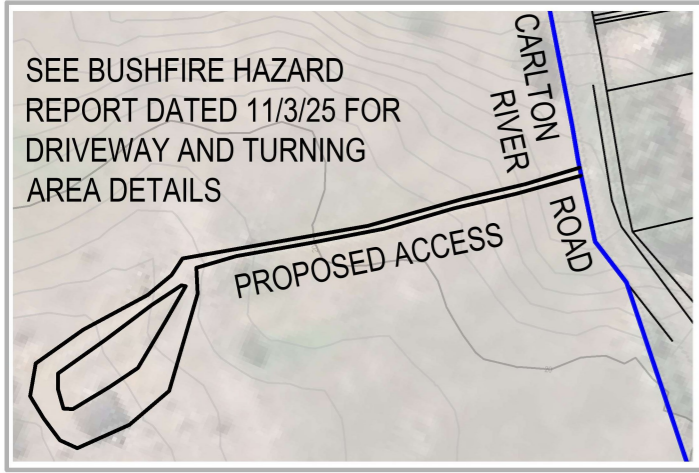 SEE BUSHFIRE HAZARD
REPORT DATED 11/3/25 FOR
DRIVEWAY AND TURNING
AREA DETAILS
CARLTON
RIVER
ROAD
PROPOSED ACCESS